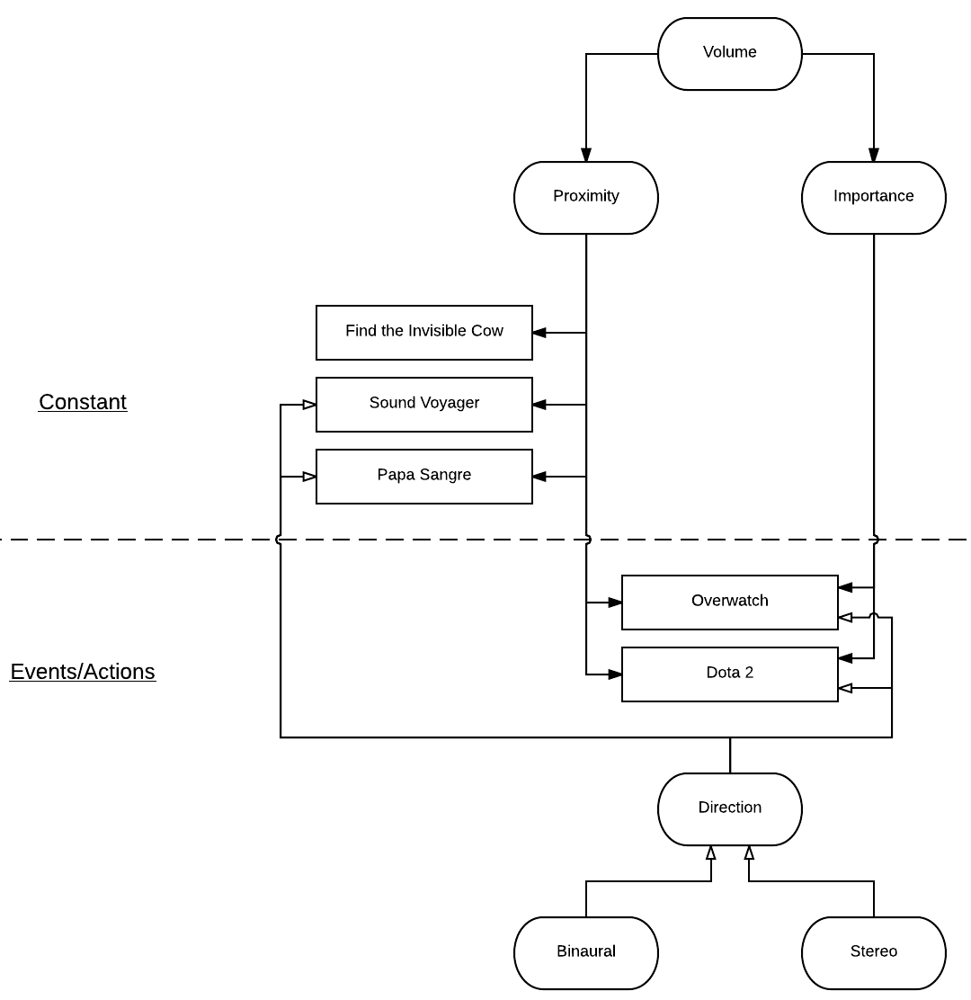 Volume
Proximity
Importance
Find the Invisible Cow
Constant
Sound Voyager
Papa Sangre
Overwatch
Events/Actions
Dota 2
Direction
Binaural
Stereo